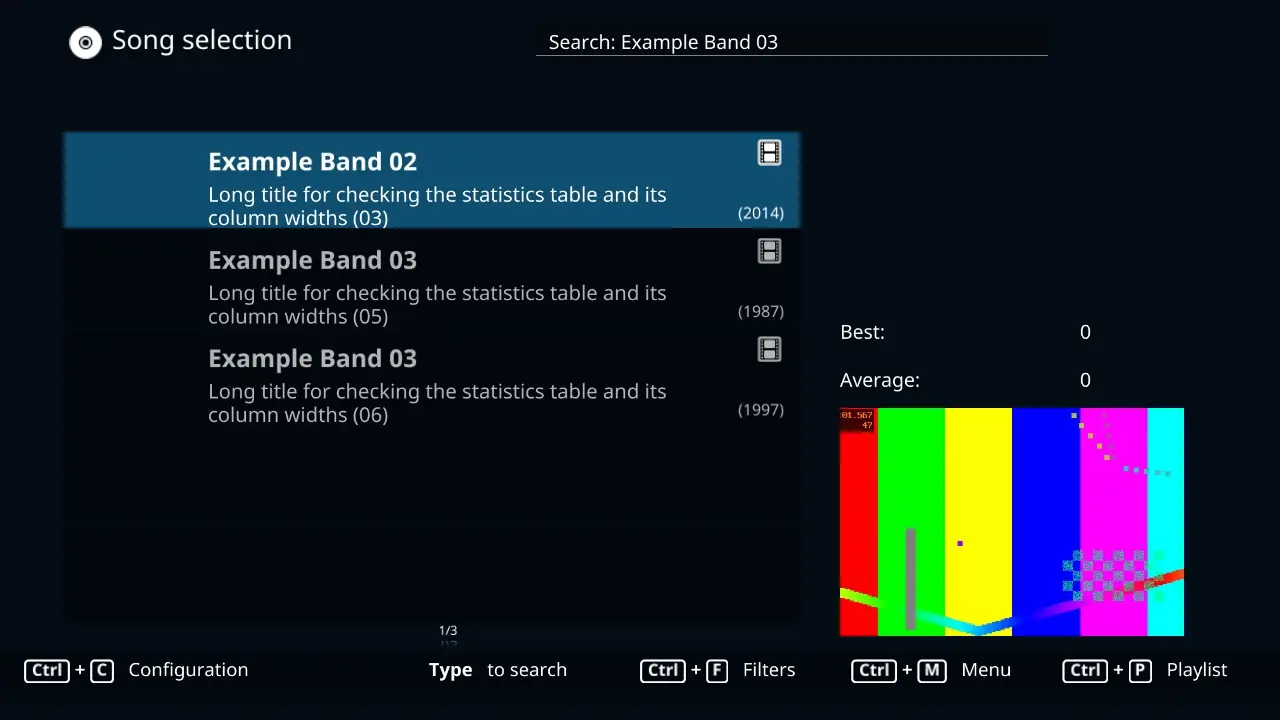 Song selection
Search: Example Band 03
Example Band 02
Long title for checking the statistics table and its
column widths (03)
(2014)
Example Band 03
Long title for checking the statistics table and its
column widths (05)
(1987)
Example Band 03
Long title for checking the statistics table and its
column widths (06)
(1997)
Best: 0
Average: 0
01.567
47
1/3
Ctrl + C Configuration
Type to search
Ctrl + F Filters
Ctrl + M Menu
Ctrl + P Playlist